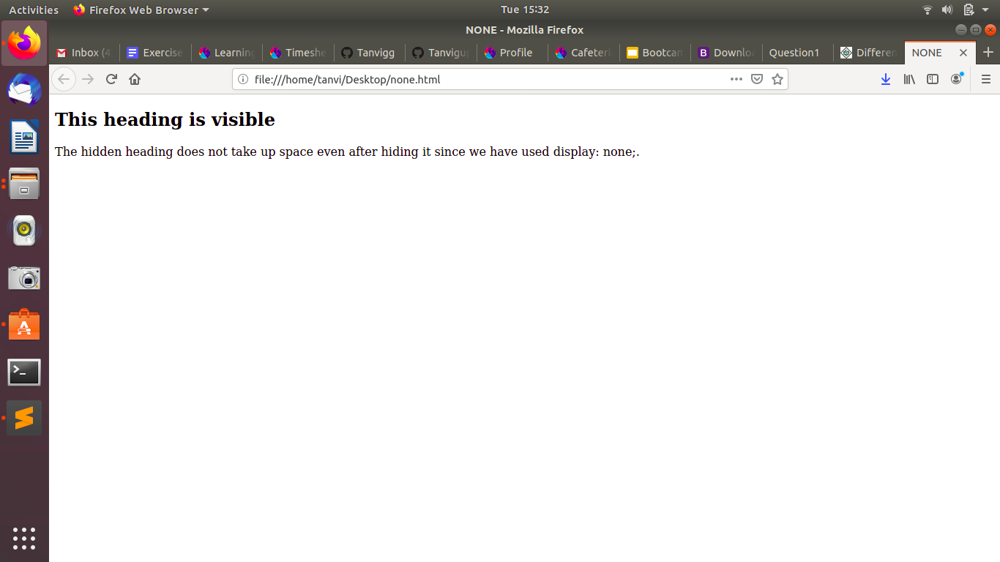 Activities Firefox Web Browser Tue 15:32
NONE - Mozilla Firefox
Inbox (4 Exercise Learning Timeshe Tanvigg Tanvigu Profile Cafeteri Bootcam Downlo Question1 Differen NONE
file:///home/tanvi/Desktop/none.html
This heading is visible
The hidden heading does not take up space even after hiding it since we have used display: none;.